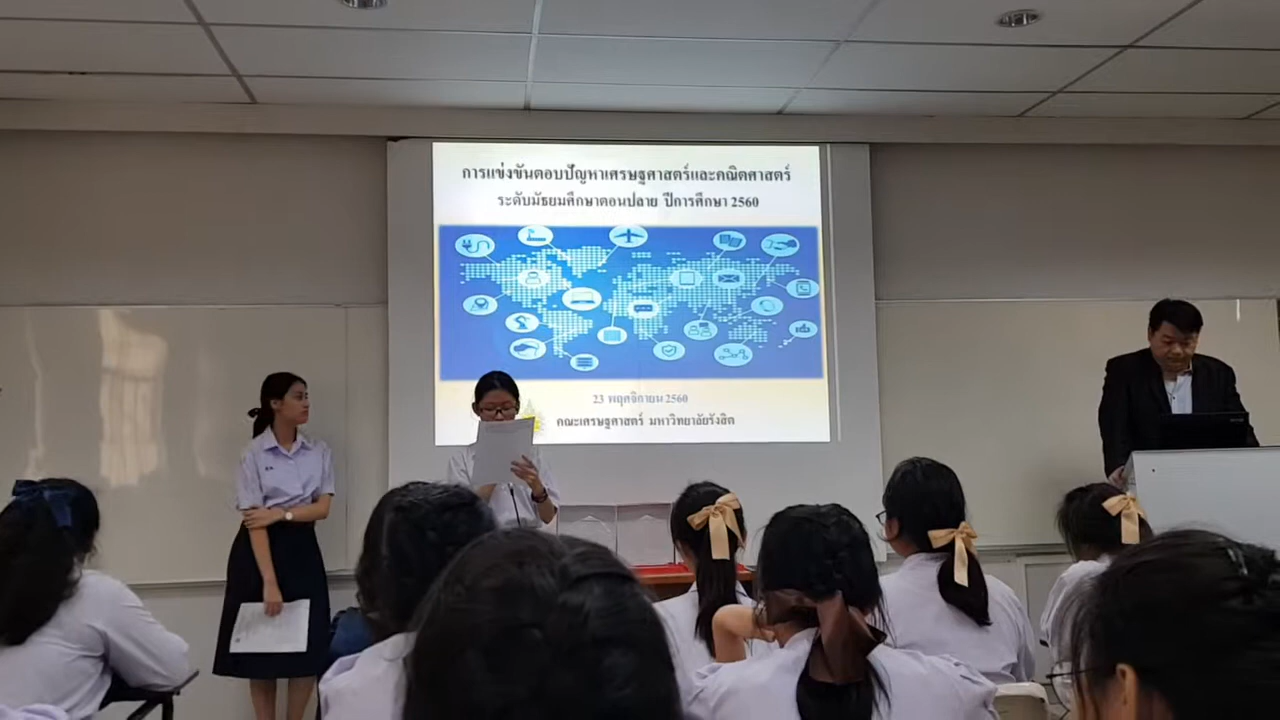 การแข่งขันตอบปัญหาเศรษฐศาสตร์และคณิตศาสตร์
ระดับมัธยมศึกษาตอนปลาย ปีการศึกษา 2560
23 พฤศจิกายน 2560
คณะเศรษฐศาสตร์ มหาวิทยาลัยรังสิต